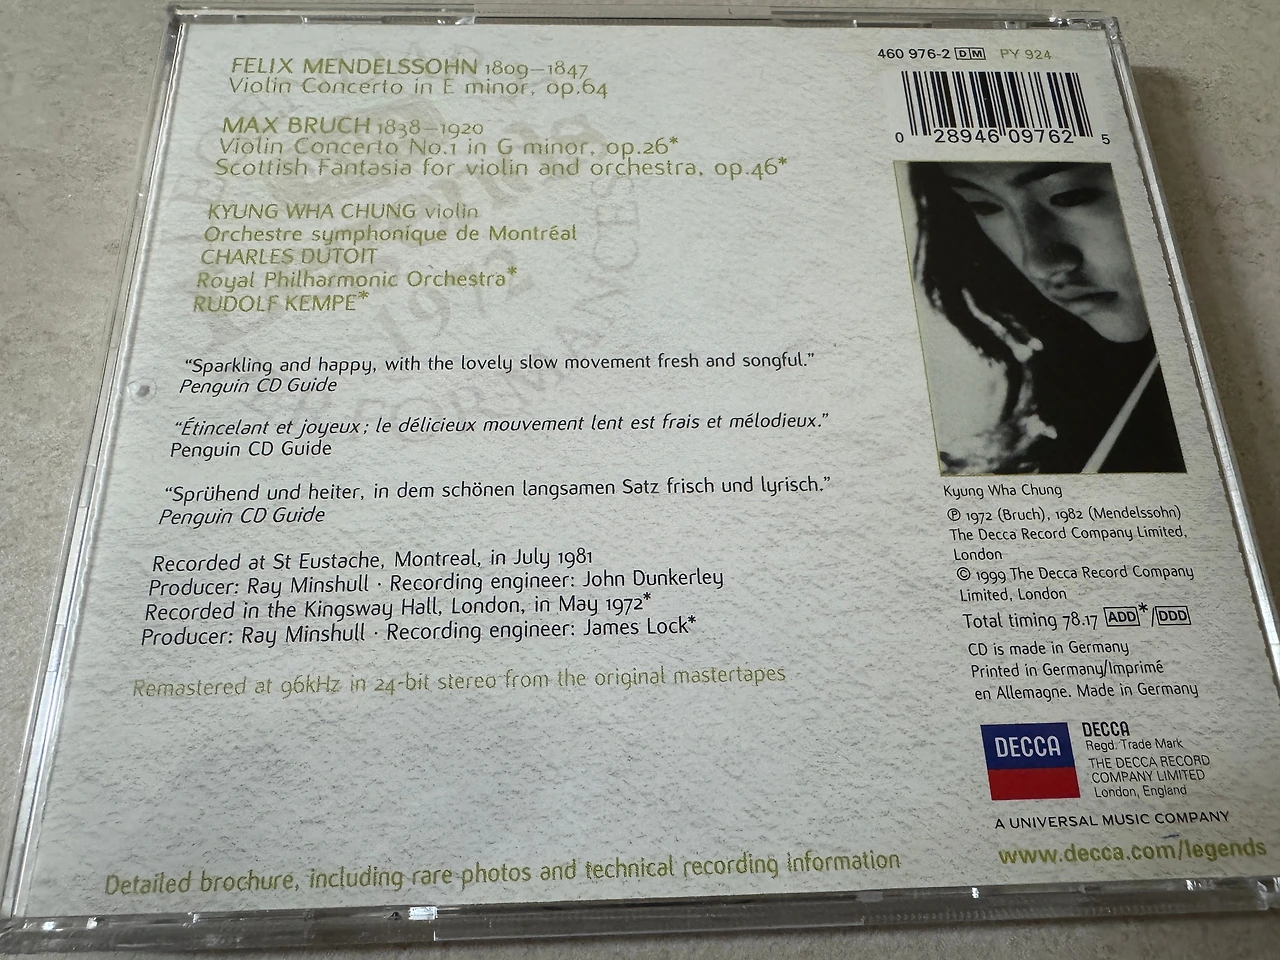 FELIX MENDELSSOHN 1809–1847
Violin Concerto in E minor, op.64
MAX BRUCH 1838–1920
Violin Concerto No.1 in G minor, op.26*
Scottish Fantasia for violin and orchestra, op.46*
KYUNG WHA CHUNG violin
Orchestre symphonique de Montréal
CHARLES DUTOIT
Royal Philharmonic Orchestra*
RUDOLF KEMPE*
“Sparkling and happy, with the lovely slow movement fresh and songful.”
Penguin CD Guide
“Étincelant et joyeux; le délicieux mouvement lent est frais et mélodieux.”
Penguin CD Guide
“Sprühend und heiter, in dem schönen langsamen Satz frisch und lyrisch.”
Penguin CD Guide
Recorded at St Eustache, Montreal, in July 1981
Producer: Ray Minshull · Recording engineer: John Dunkerley
Recorded in the Kingsway Hall, London, in May 1972*
Producer: Ray Minshull · Recording engineer: James Lock*
Remastered at 96kHz in 24-bit stereo from the original mastertapes
Detailed brochure, including rare photos and technical recording information
460 976-2 DM PY 924
0 28946 09762 5
Kyung Wha Chung
℗ 1972 (Bruch), 1982 (Mendelssohn)
The Decca Record Company Limited,
London
© 1999 The Decca Record Company
Limited, London
Total timing 78.17 ADD*/DDD
CD is made in Germany
Printed in Germany/Imprimé
en Allemagne. Made in Germany
DECCA
DECCA
Regd. Trade Mark
THE DECCA RECORD
COMPANY LIMITED
London, England
A UNIVERSAL MUSIC COMPANY
www.decca.com/legends
1972